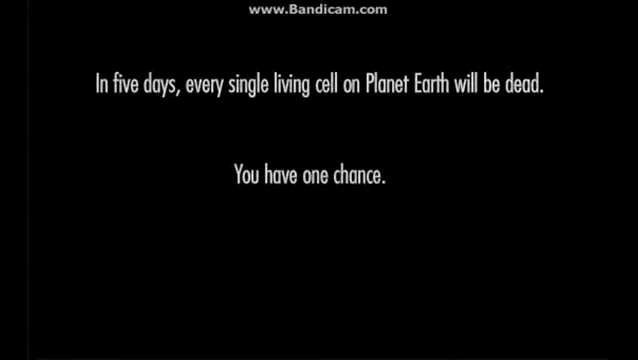 www.Bandicam.com
In five days, every single living cell on Planet Earth will be dead.
You have one chance.